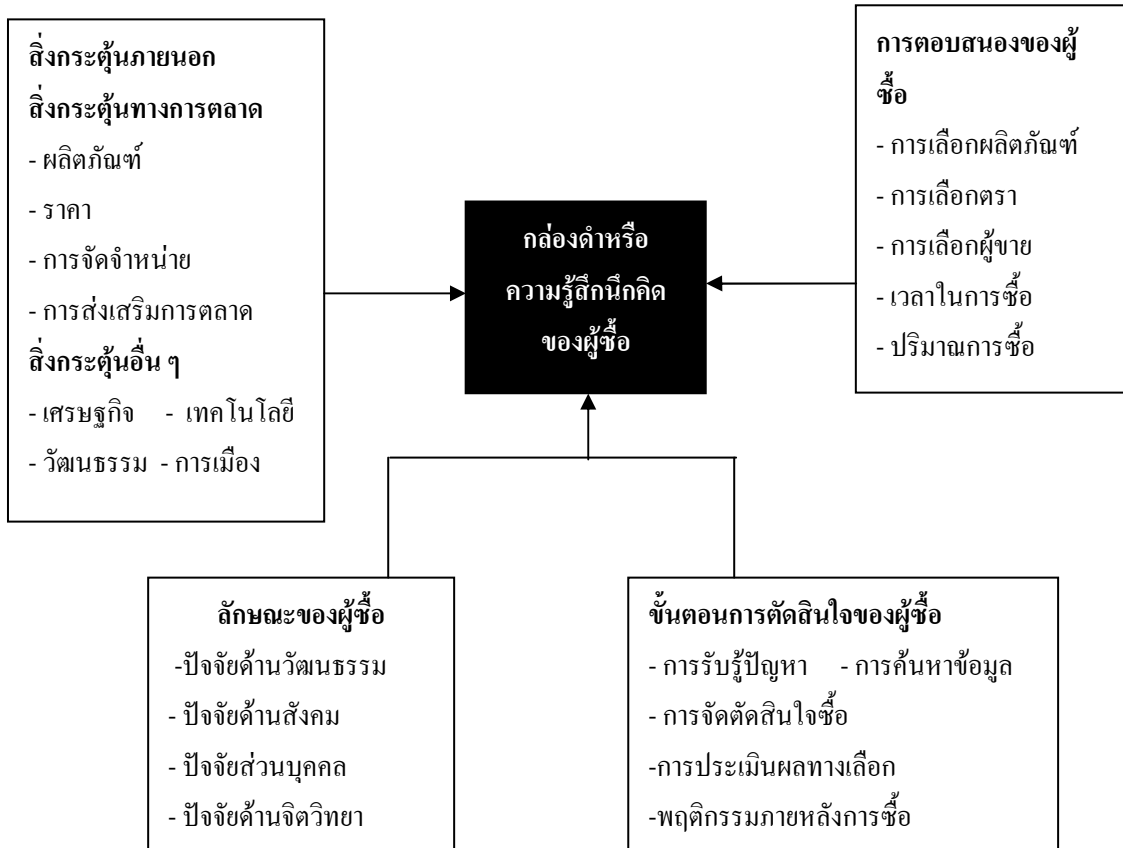 สิ่งกระตุ้นภายนอก
สิ่งกระตุ้นทางการตลาด
- ผลิตภัณฑ์
- ราคา
- การจัดจำหน่าย
- การส่งเสริมการตลาด
สิ่งกระตุ้นอื่น ๆ
- เศรษฐกิจ - เทคโนโลยี
- วัฒนธรรม - การเมือง
กล่องดำหรือ
ความรู้สึกนึกคิด
ของผู้ซื้อ
การตอบสนองของผู้
ซื้อ
- การเลือกผลิตภัณฑ์
- การเลือกตรา
- การเลือกผู้ขาย
- เวลาในการซื้อ
- ปริมาณการซื้อ
ลักษณะของผู้ซื้อ
-ปัจจัยด้านวัฒนธรรม
- ปัจจัยด้านสังคม
- ปัจจัยส่วนบุคคล
- ปัจจัยด้านจิตวิทยา
ขั้นตอนการตัดสินใจของผู้ซื้อ
- การรับรู้ปัญหา - การค้นหาข้อมูล
- การจัดตัดสินใจซื้อ
-การประเมินผลทางเลือก
-พฤติกรรมภายหลังการซื้อ